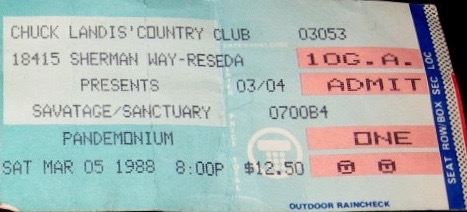 CHUCK LANDIS'COUNTRY CLUB 03053
18415 SHERMAN WAY-RESEDA 10G.A.
PRESENTS 03/04 ADMIT
SAVATAGE/SANCTUARY 0700B4
PANDEMONIUM ONE
SAT MAR 05 1988 8:00P $12.50
OUTDOOR RAINCHECK
SEAT ROW/BOX SEC LOC